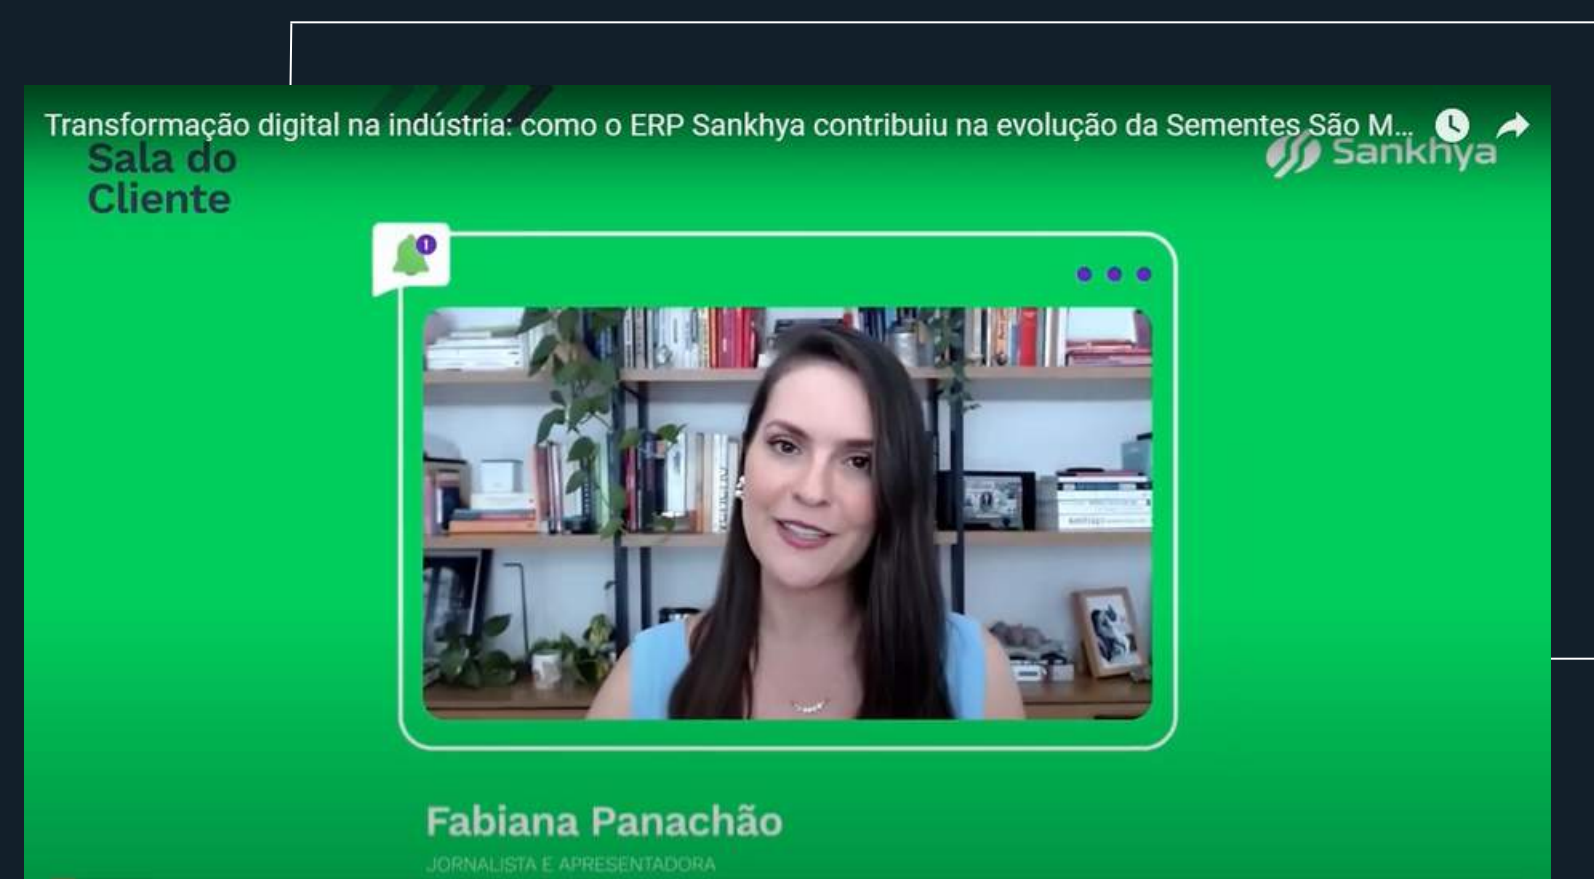 Transformação digital na indústria: como o ERP Sankhya contribuiu na evolução da Sementes São M...
Sala do
Cliente
Sankhya
1
Fabiana Panachão
JORNALISTA E APRESENTADORA